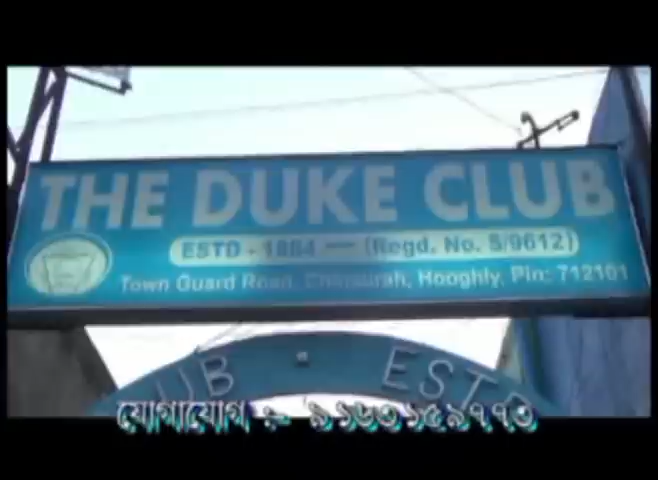 THE DUKE CLUB
ESTD - 1884 — (Regd. No. S/9612)
Town Guard Road, Chinsurah, Hooghly, Pin: 712101
UB · ESTD
যোগাযোগ :- ৯১৬৩১৫৯৭৭৩